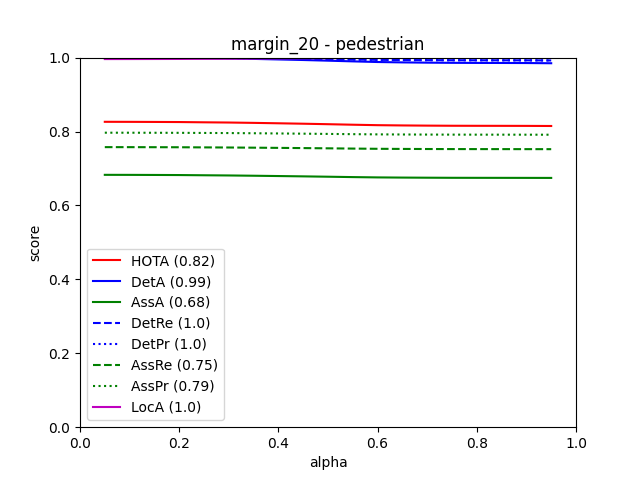 margin_20 - pedestrian
1.0
0.8
0.6
0.4
0.2
0.0
score
HOTA (0.82)
DetA (0.99)
AssA (0.68)
DetRe (1.0)
DetPr (1.0)
AssRe (0.75)
AssPr (0.79)
LocA (1.0)
0.0 0.2 0.4 0.6 0.8 1.0
alpha